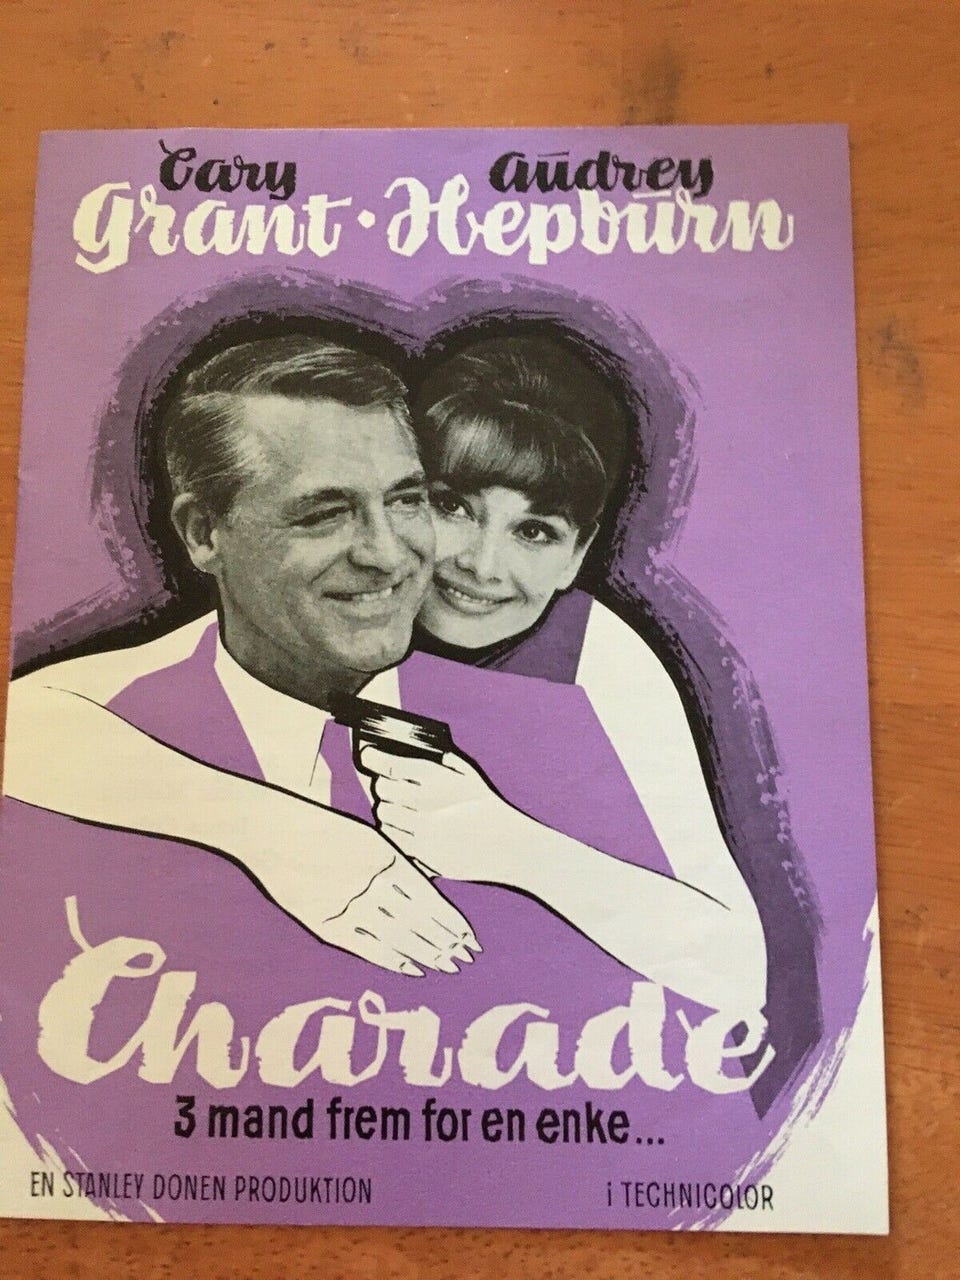 Cary Audrey
Grant · Hepburn
Charade
3 mand frem for en enke...
EN STANLEY DONEN PRODUKTION i TECHNICOLOR